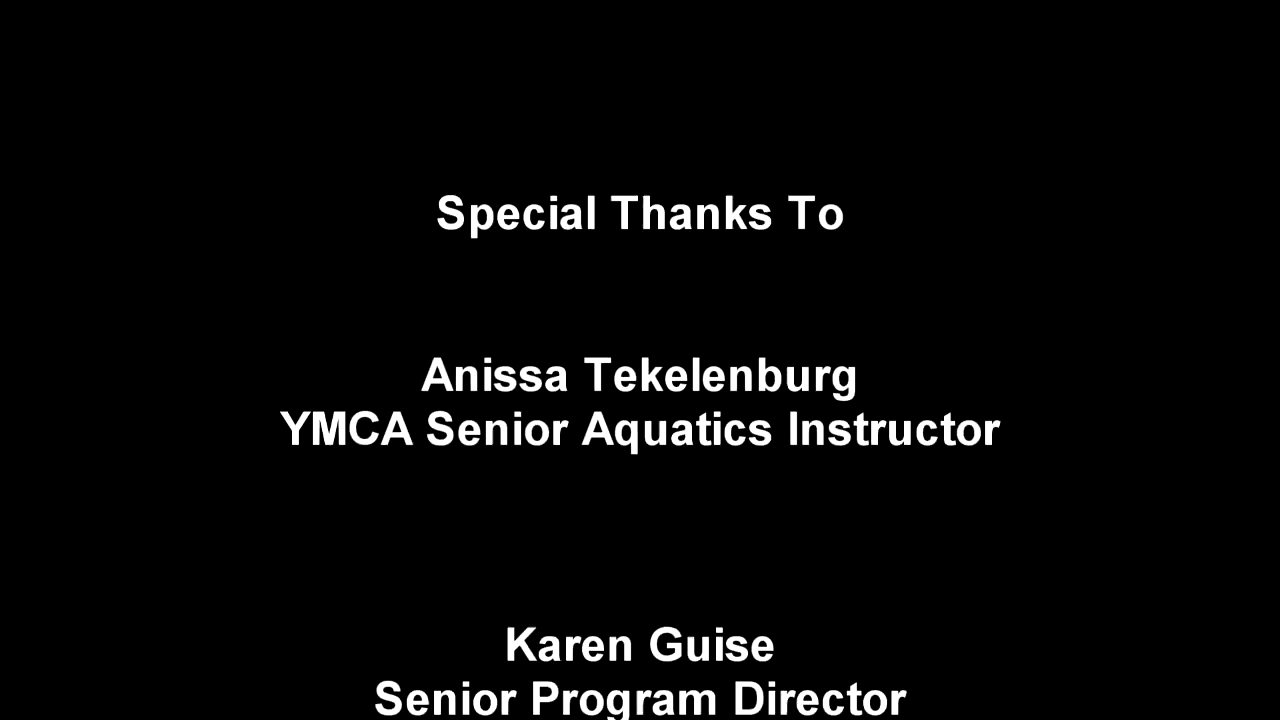 Special Thanks To
Anissa Tekelenburg
YMCA Senior Aquatics Instructor
Karen Guise
Senior Program Director